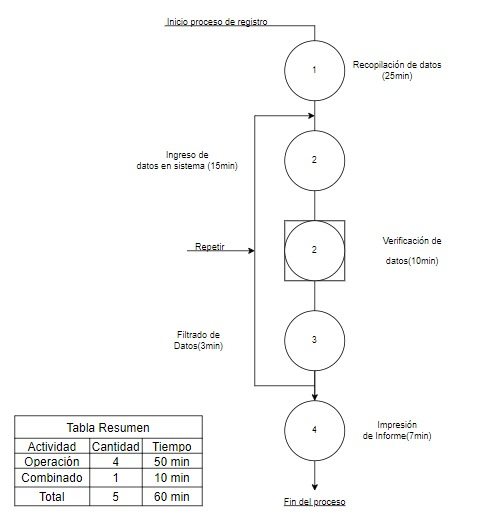 Inicio proceso de registro
1
Recopilación de datos
(25min)
Ingreso de
datos en sistema (15min)
2
Repetir
2
Verificación de
datos(10min)
Filtrado de
Datos(3min)
3
4
Impresión
de Informe(7min)
Fin del proceso
Tabla Resumen
Actividad Cantidad Tiempo
Operación 4 50 min
Combinado 1 10 min
Total 5 60 min